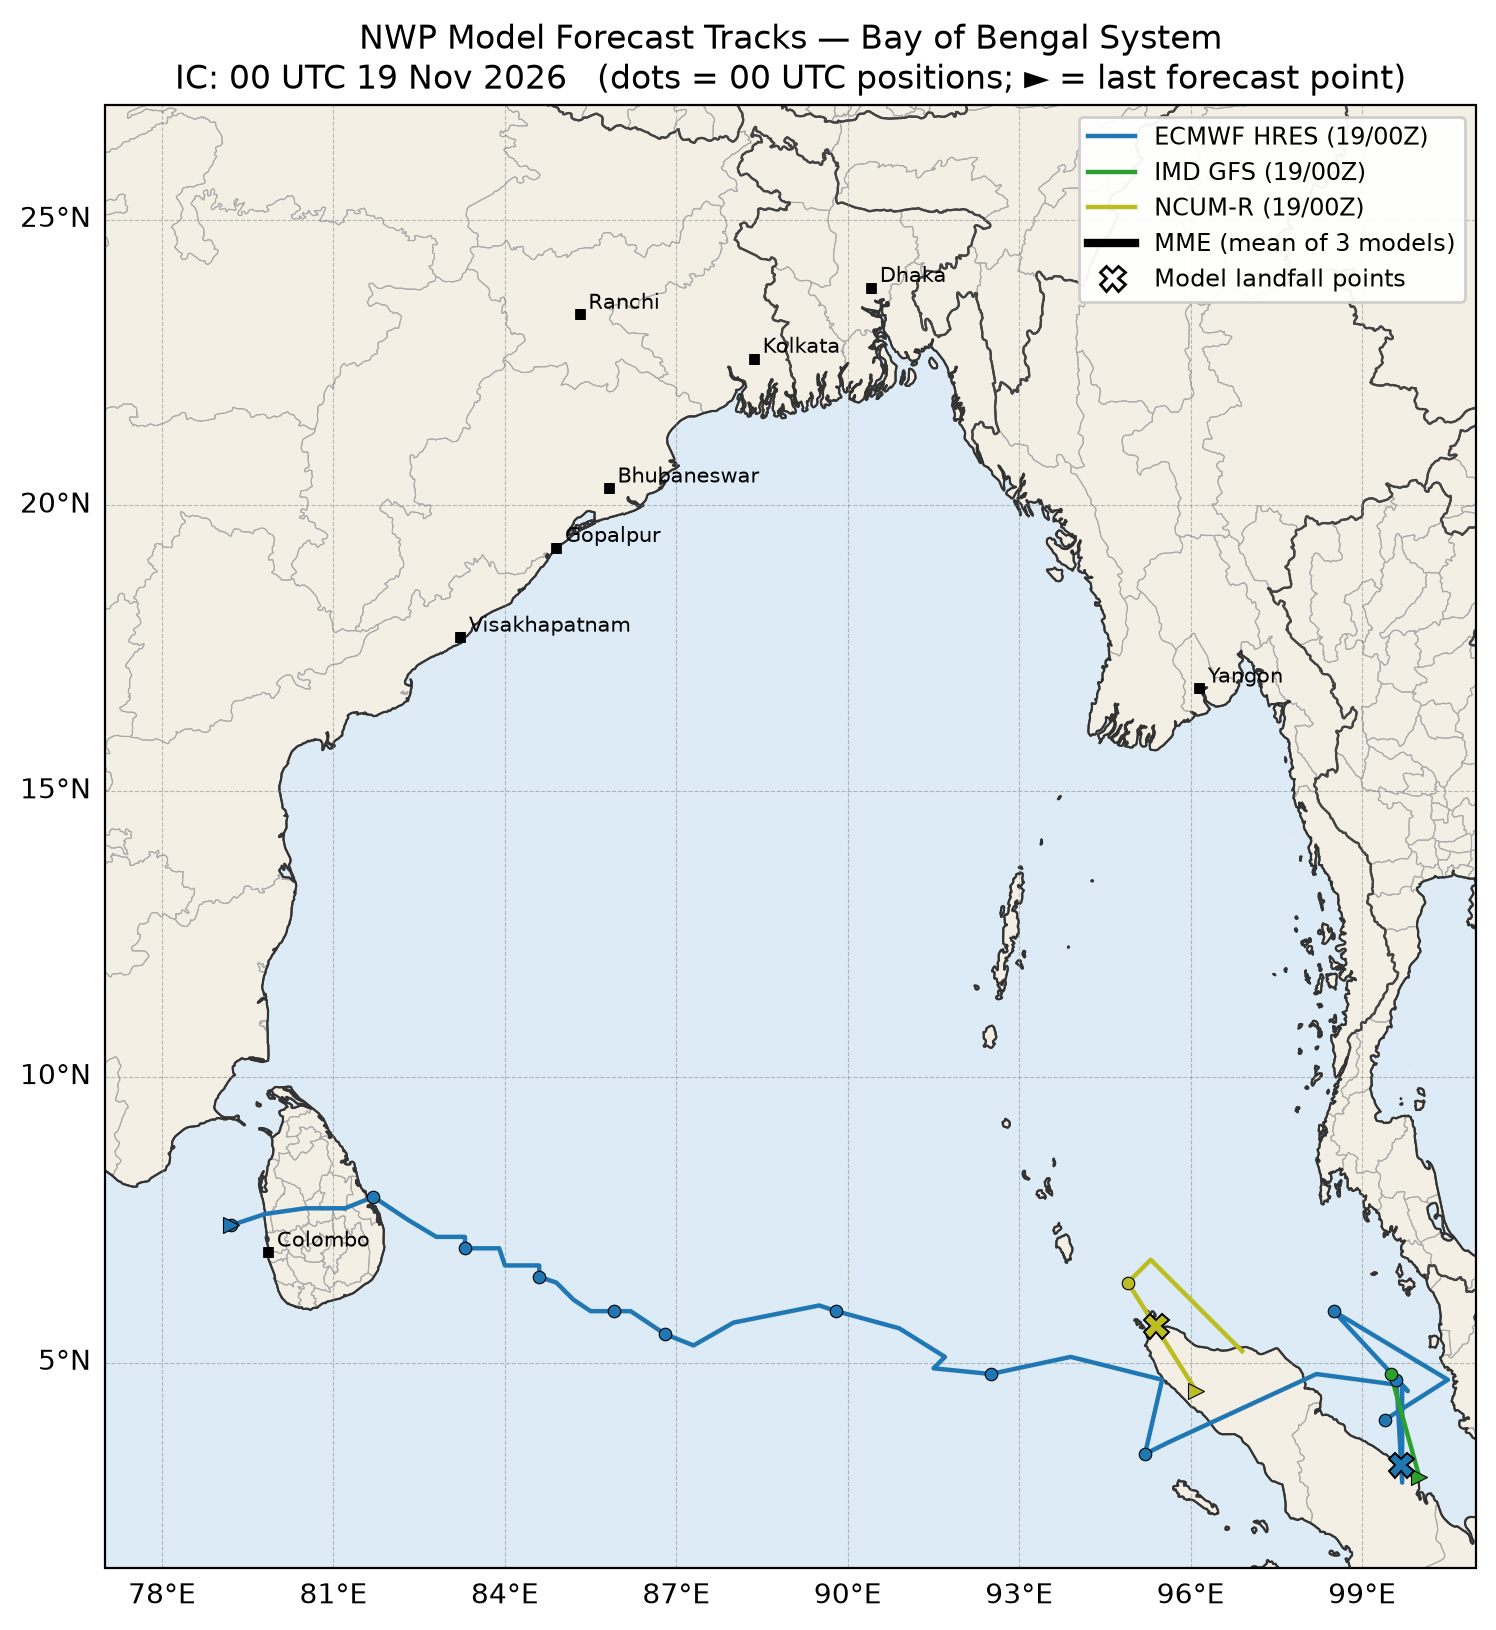 NWP Model Forecast Tracks — Bay of Bengal System
IC: 00 UTC 19 Nov 2026   (dots = 00 UTC positions; ► = last forecast point)
ECMWF HRES (19/00Z)
IMD GFS (19/00Z)
NCUM-R (19/00Z)
MME (mean of 3 models)
Model landfall points
25°N
Dhaka
Ranchi
Kolkata
20°N
Bhubaneswar
Gopalpur
Visakhapatnam
Yangon
15°N
10°N
Colombo
5°N
78°E 81°E 84°E 87°E 90°E 93°E 96°E 99°E